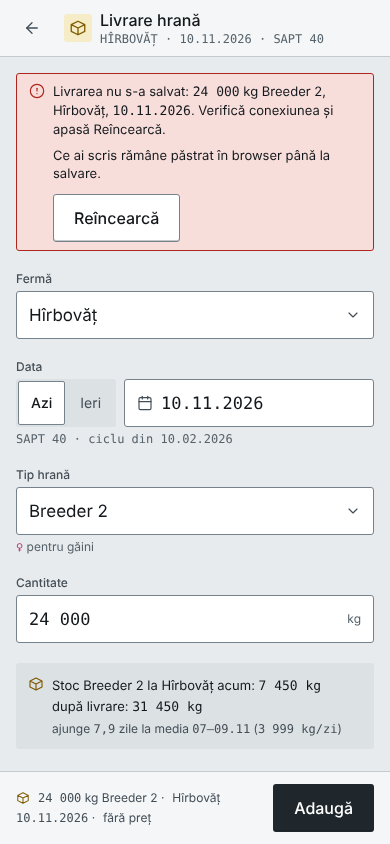 Livrare hrană
HÎRBOVĂȚ · 10.11.2026 · SAPT 40
Livrarea nu s-a salvat: 24 000 kg Breeder 2,
Hîrbovăț, 10.11.2026. Verifică conexiunea și
apasă Reîncearcă.
Ce ai scris rămâne păstrat în browser până la
salvare.
Reîncearcă
Fermă
Hîrbovăț
Data
Azi
Ieri
10.11.2026
SAPT 40 · ciclu din 10.02.2026
Tip hrană
Breeder 2
♀ pentru găini
Cantitate
24 000
kg
Stoc Breeder 2 la Hîrbovăț acum: 7 450 kg
după livrare: 31 450 kg
ajunge 7,9 zile la media 07–09.11 (3 999 kg/zi)
24 000 kg Breeder 2 · Hîrbovăț
10.11.2026 · fără preț
Adaugă